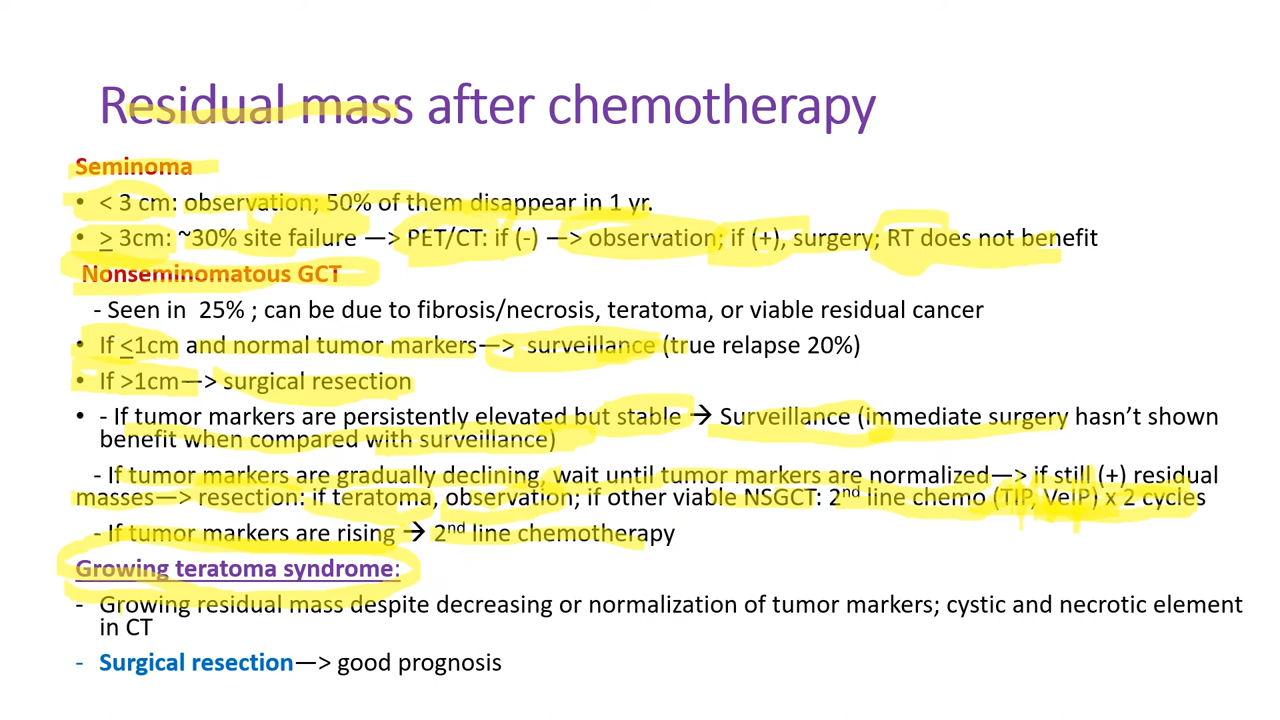 Residual mass after chemotherapy
Seminoma
• < 3 cm: observation; 50% of them disappear in 1 yr.
• ≥ 3cm: ~30% site failure —> PET/CT: if (-) —> observation; if (+), surgery; RT does not benefit
Nonseminomatous GCT
- Seen in 25% ; can be due to fibrosis/necrosis, teratoma, or viable residual cancer
• If ≤1cm and normal tumor markers—> surveillance (true relapse 20%)
• If >1cm—> surgical resection
• - If tumor markers are persistently elevated but stable → Surveillance (immediate surgery hasn't shown
benefit when compared with surveillance)
- If tumor markers are gradually declining, wait until tumor markers are normalized—> if still (+) residual
masses—> resection: if teratoma, observation; if other viable NSGCT: 2nd line chemo (TIP, VeIP) x 2 cycles
- If tumor markers are rising → 2nd line chemotherapy
Growing teratoma syndrome:
- Growing residual mass despite decreasing or normalization of tumor markers; cystic and necrotic element
in CT
- Surgical resection—> good prognosis